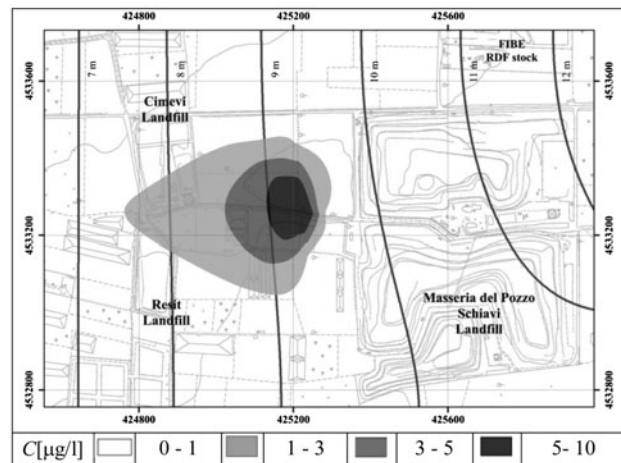 424800 425200 425600
4533600
4533600
7 m
8 m
9 m
10 m
11 m
12 m
FIBE
RDF stock
Cimevi
Landfill
4533200
4533200
Resit
Landfill
Masseria del Pozzo
Schiavi
Landfill
4532800
4532800
424800 425200 425600
C[µg/l] 0 - 1 1 - 3 3 - 5 5- 10